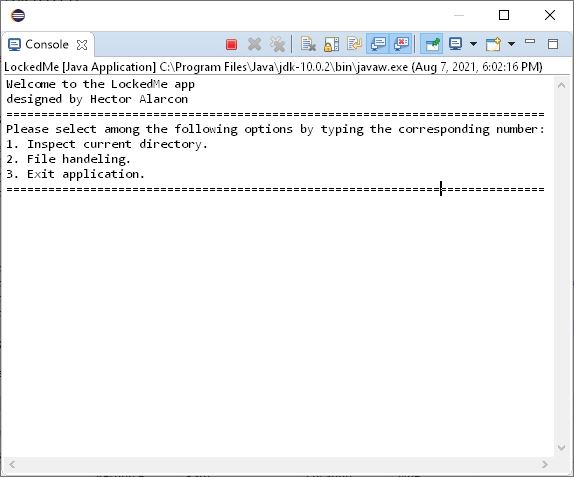 Console
LockedMe [Java Application] C:\Program Files\Java\jdk-10.0.2\bin\javaw.exe (Aug 7, 2021, 6:02:16 PM)
Welcome to the LockedMe app
designed by Hector Alarcon
=============================================================================
Please select among the following options by typing the corresponding number:
1. Inspect current directory.
2. File handeling.
3. Exit application.
=============================================================================